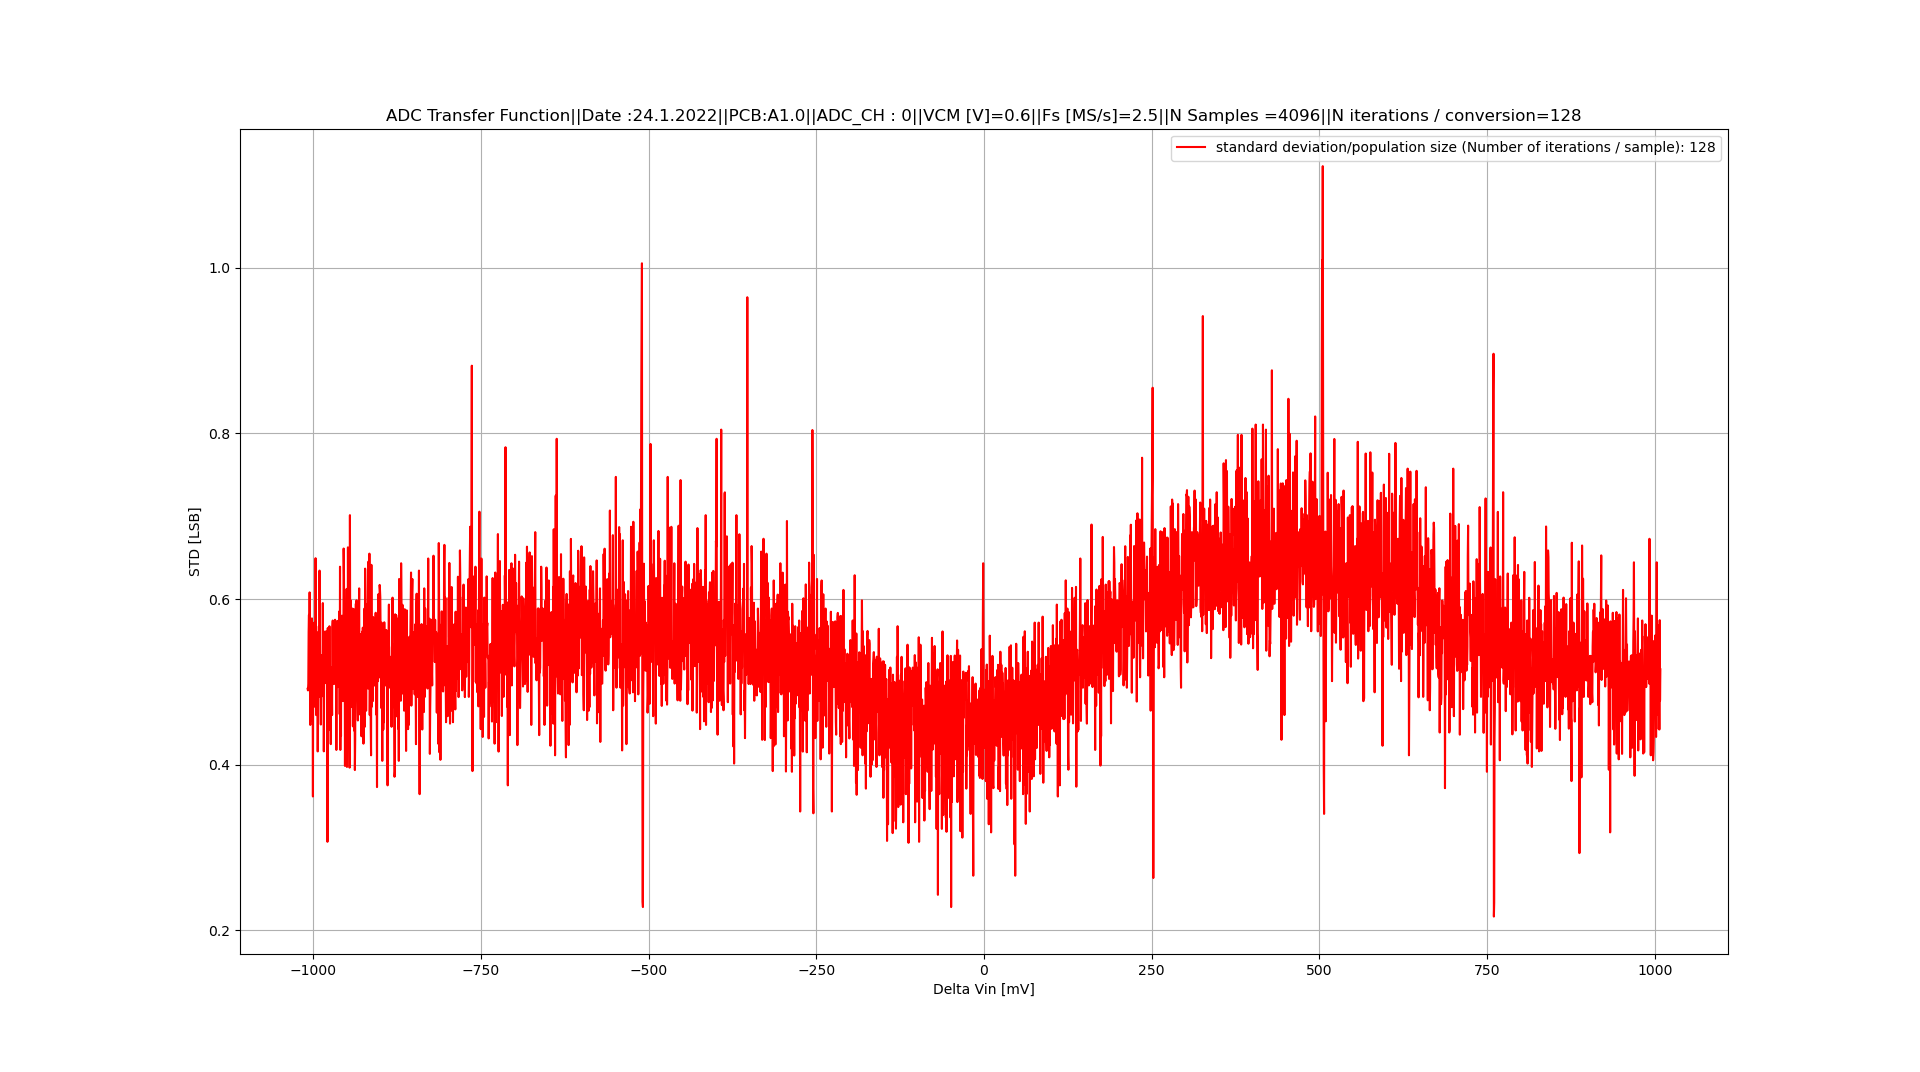 ADC Transfer Function||Date :24.1.2022||PCB:A1.0||ADC_CH : 0||VCM [V]=0.6||Fs [MS/s]=2.5||N Samples =4096||N iterations / conversion=128
standard deviation/population size (Number of iterations / sample): 128
1.0
0.8
0.6
0.4
0.2
STD [LSB]
−1000 −750 −500 −250 0 250 500 750 1000
Delta Vin [mV]